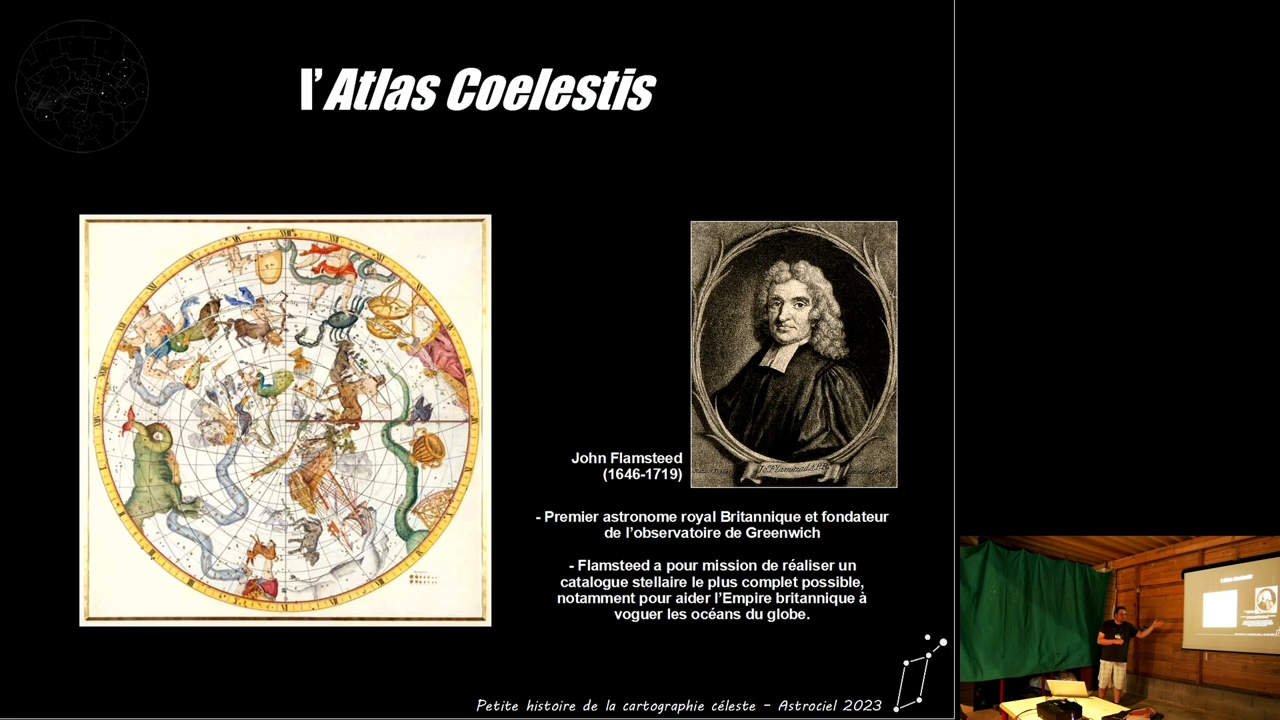 l'Atlas Coelestis
John Flamsteed
(1646-1719)
- Premier astronome royal Britannique et fondateur
de l'observatoire de Greenwich
- Flamsteed a pour mission de réaliser un
catalogue stellaire le plus complet possible,
notamment pour aider l'Empire britannique à
voguer les océans du globe.
Petite histoire de la cartographie céleste - Astrociel 2023
l'Atlas Coelestis